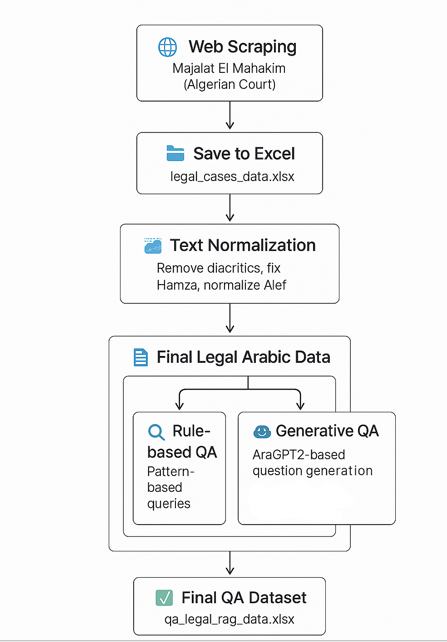 Web Scraping
Majalat El Mahakim
(Algerian Court)
Save to Excel
legal_cases_data.xlsx
Text Normalization
Remove diacritics, fix
Hamza, normalize Alef
Final Legal Arabic Data
Rule-
based QA
Pattern-
based
queries
Generative QA
AraGPT2-based
question generation
Final QA Dataset
qa_legal_rag_data.xlsx